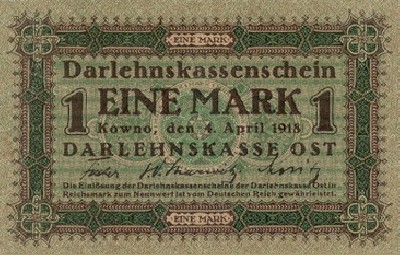 EINE MARK
Darlehnskassenschein
1 EINE MARK 1
Kowno, den 4. April 1918
DARLEHNSKASSE OST
Die Einlösung der Darlehnskassenscheine der Darlehnskasse Ost in
Reichsmark zum Nennwert ist vom Deutschen Reich gewährleistet.
EINE MARK